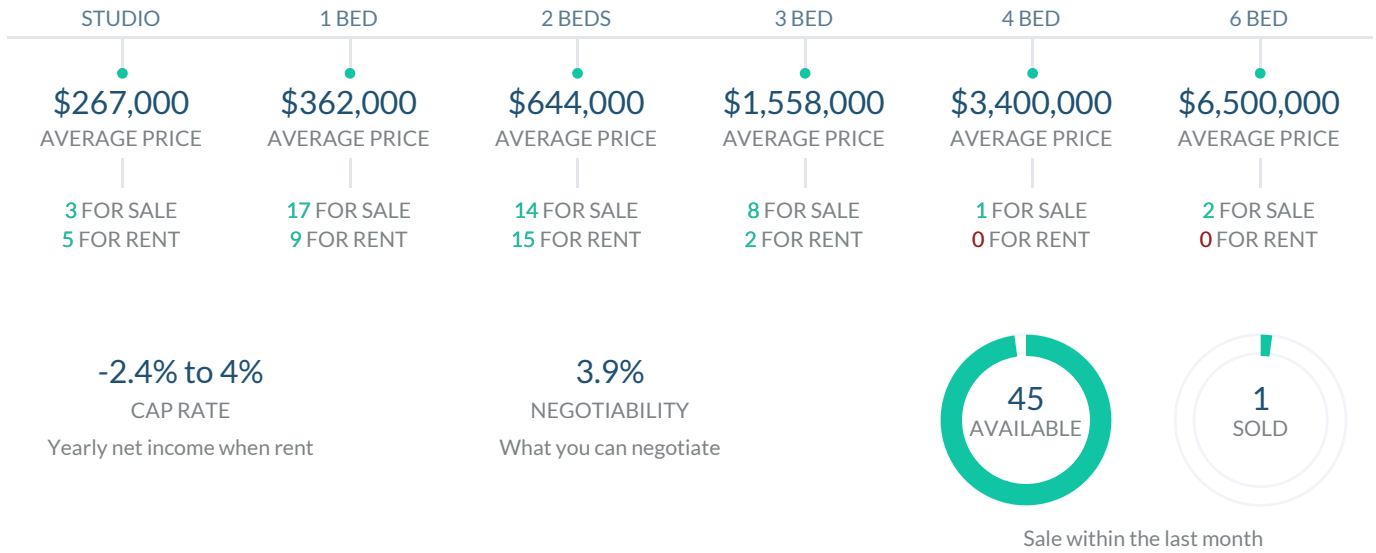 STUDIO
1 BED
2 BEDS
3 BED
4 BED
6 BED
$267,000
$362,000
$644,000
$1,558,000
$3,400,000
$6,500,000
AVERAGE PRICE
AVERAGE PRICE
AVERAGE PRICE
AVERAGE PRICE
AVERAGE PRICE
AVERAGE PRICE
3 FOR SALE
17 FOR SALE
14 FOR SALE
8 FOR SALE
1 FOR SALE
2 FOR SALE
5 FOR RENT
9 FOR RENT
15 FOR RENT
2 FOR RENT
0 FOR RENT
0 FOR RENT
-2.4% to 4%
CAP RATE
Yearly net income when rent
3.9%
NEGOTIABILITY
What you can negotiate
45
AVAILABLE
1
SOLD
Sale within the last month